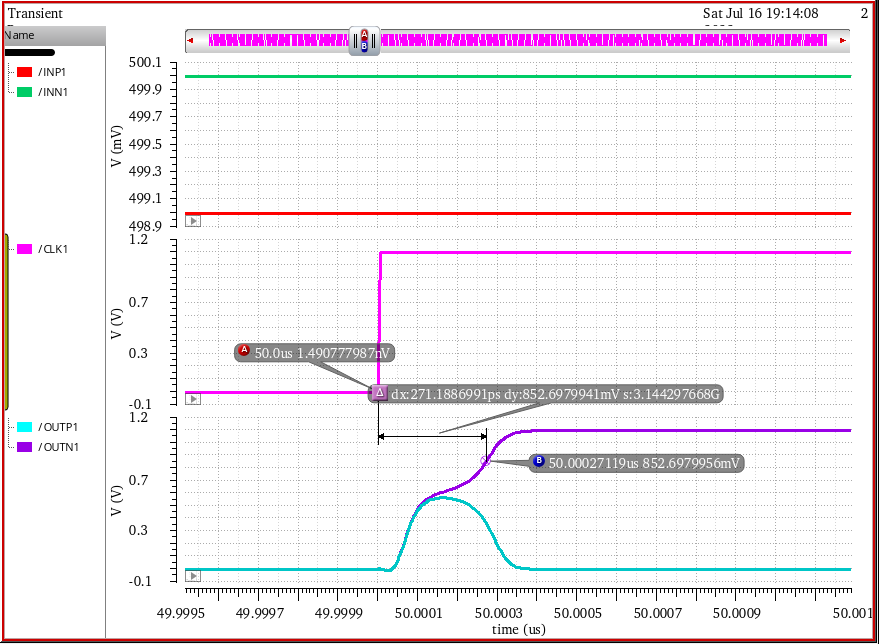 Transient
Sat Jul 16 19:14:08
2
Name
A
B
/INP1
/INN1
500.1
499.9
499.7
499.5
499.3
499.1
498.9
V (mV)
/CLK1
1.2
0.7
0.3
-0.1
V (V)
A 50.0us 1.490777987nV
dx:271.1886991ps dy:852.6979941mV s:3.144297668G
/OUTP1
/OUTN1
1.2
0.7
0.3
-0.1
V (V)
B 50.00027119us 852.6979956mV
49.9995 49.9997 49.9999 50.0001 50.0003 50.0005 50.0007 50.0009 50.001
time (us)